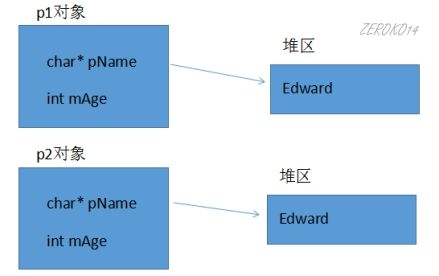 p1对象
堆区
ZEROKO14
char* pName
int mAge
Edward
p2对象
堆区
char* pName
int mAge
Edward